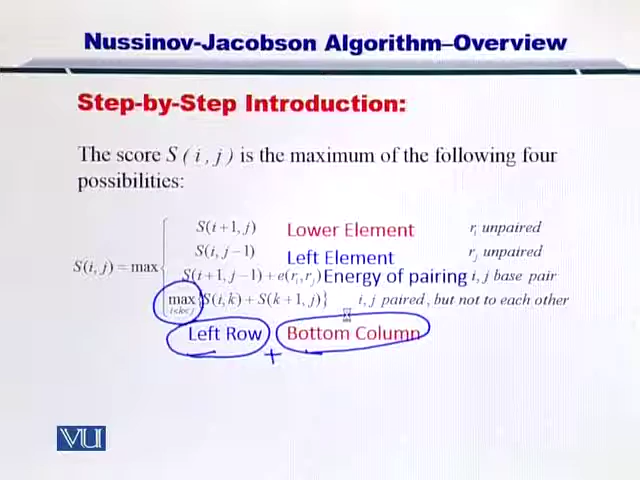 Nussinov-Jacobson Algorithm–Overview
Step-by-Step Introduction:
The score S ( i , j ) is the maximum of the following four
possibilities:
S(i+1, j) Lower Element rᵢ unpaired
S(i, j−1) Left Element rⱼ unpaired
S(i, j) = max
S(i+1, j−1) + e(rᵢ, rⱼ) Energy of pairing i, j base pair
max {S(i,k) + S(k+1, j)} i, j paired, but not to each other
i<k<j
Left Row + Bottom Column
VU